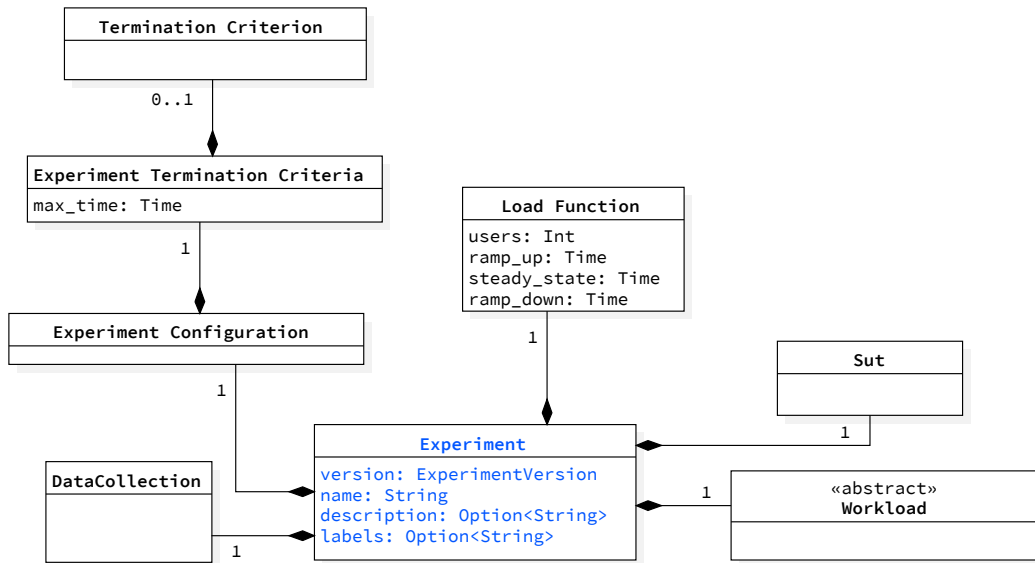 Termination Criterion
0..1
Experiment Termination Criteria
max_time: Time
1
Experiment Configuration
1
Load Function
users: Int
ramp_up: Time
steady_state: Time
ramp_down: Time
1
Sut
1
Experiment
version: ExperimentVersion
name: String
description: Option<String>
labels: Option<String>
DataCollection
1
1
«abstract»
Workload